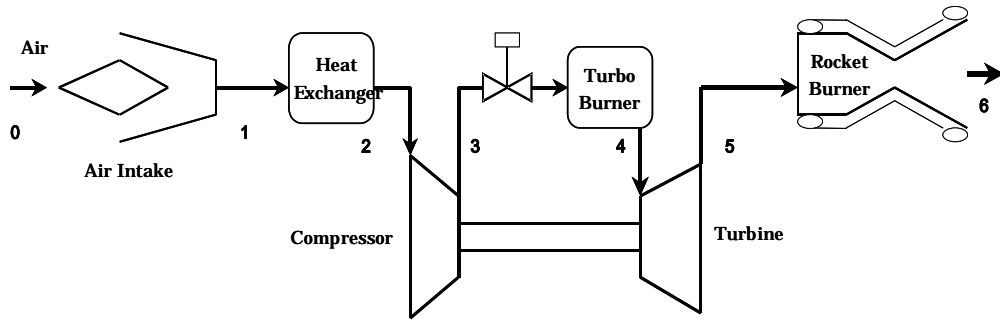 Air
0
Air Intake
1
Heat
Exchanger
2
Compressor
3
Turbo
Burner
4
5
Turbine
Rocket
Burner
6